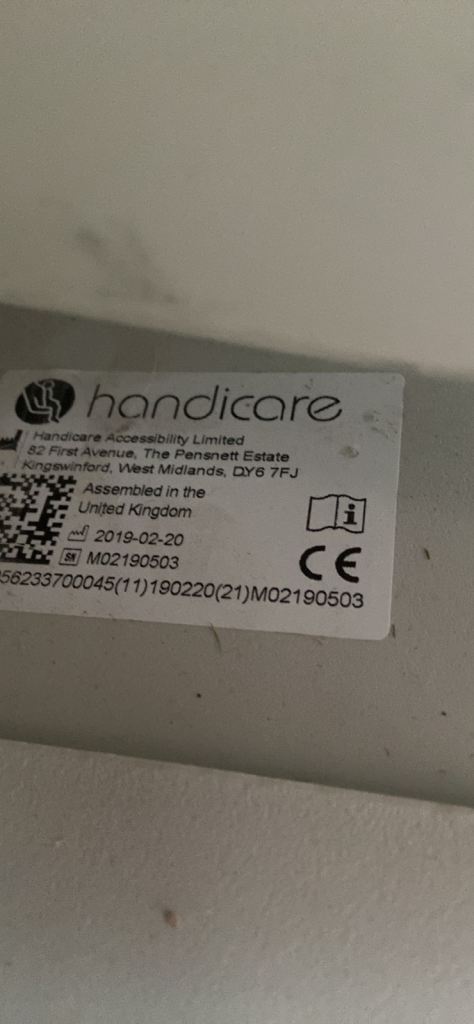 handicare
Handicare Accessibility Limited
82 First Avenue, The Pensnett Estate
Kingswinford, West Midlands, DY6 7FJ
Assembled in the
United Kingdom
2019-02-20
SN M02190503
i
CE
56233700045(11)190220(21)M02190503